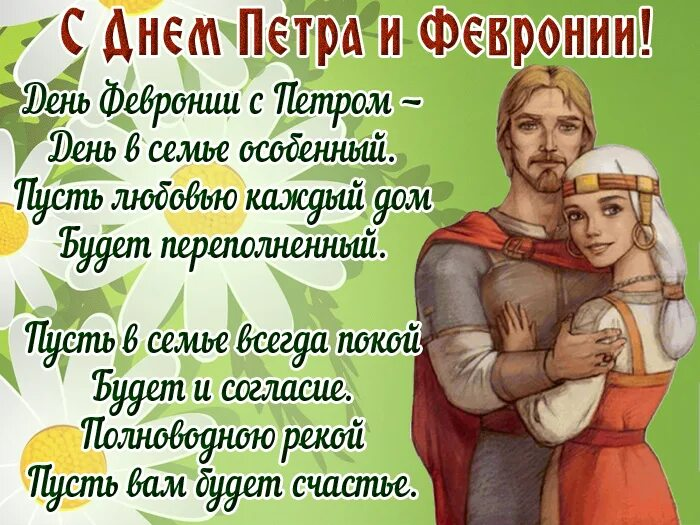 С Днем Петра и Февронии!
День Февронии с Петром –
День в семье особенный.
Пусть любовью каждый дом
Будет переполненный.
Пусть в семье всегда покой
Будет и согласие.
Полноводною рекой
Пусть вам будет счастье.